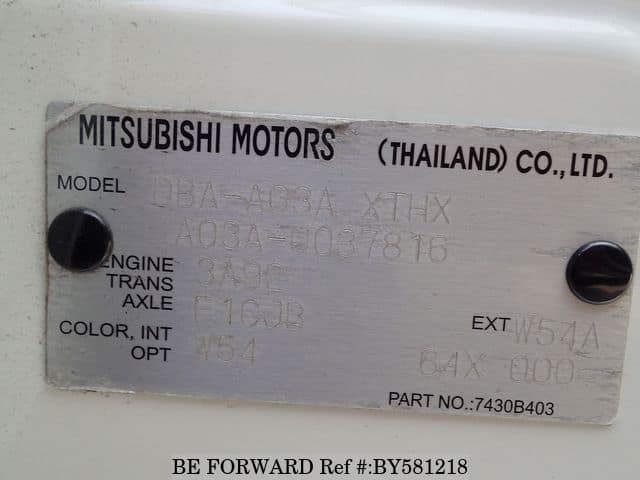 MITSUBISHI MOTORS (THAILAND) CO., LTD.
MODEL DBA-A03A XTHX
A03A-0037816
ENGINE 3A92
TRANS
AXLE E1CJB
EXT W54A
COLOR, INT W54
OPT 64X 000
PART NO.:7430B403
BE FORWARD Ref #:BY581218